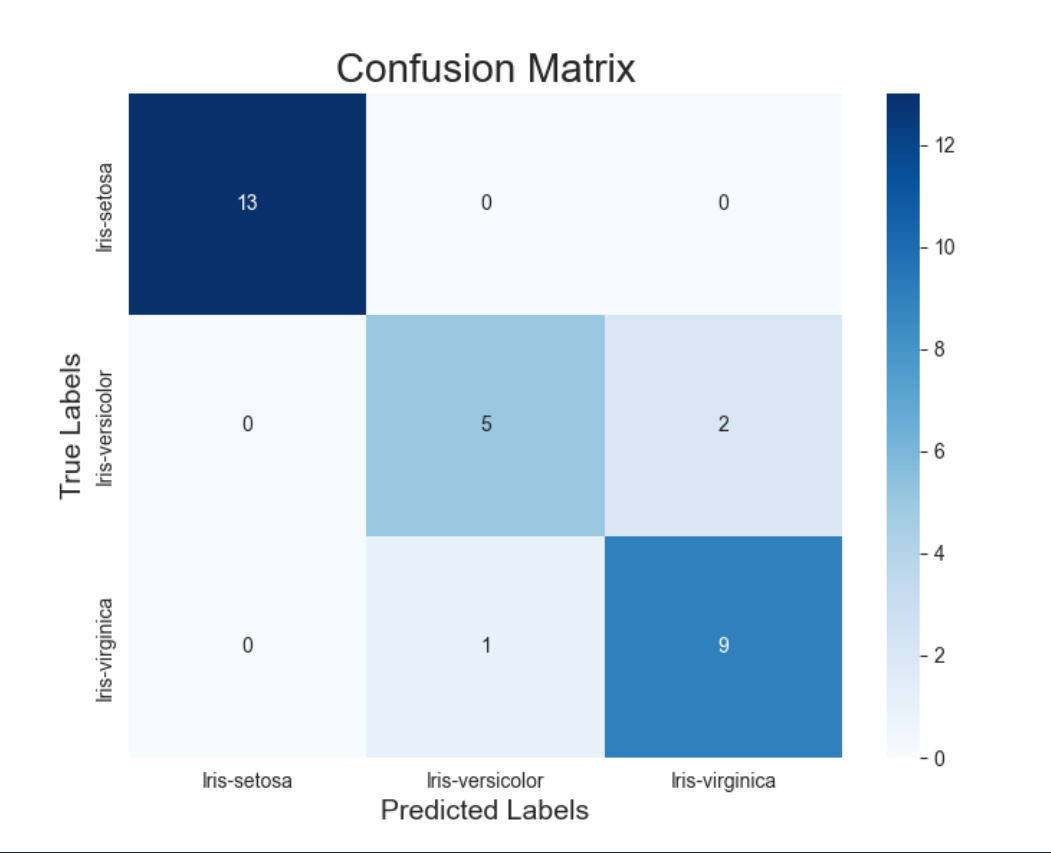 Confusion Matrix
True Labels
Iris-setosa
13
0
0
Iris-versicolor
0
5
2
Iris-virginica
0
1
9
Iris-setosa
Iris-versicolor
Iris-virginica
Predicted Labels
12
10
8
6
4
2
0